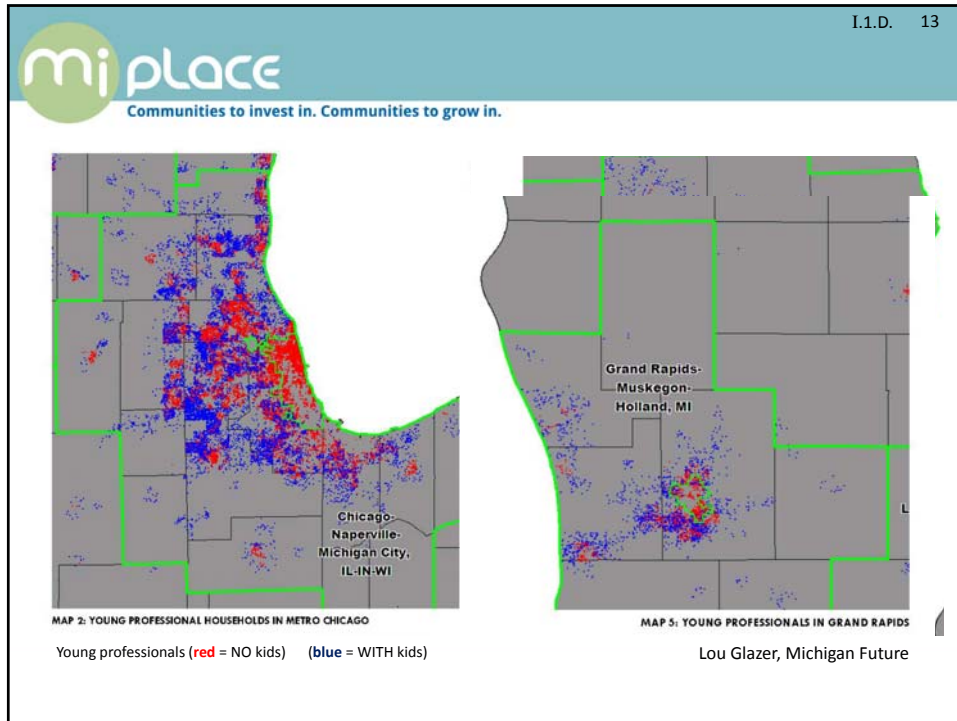 I.1.D. 13
mi place
Communities to invest in. Communities to grow in.
Chicago-
Naperville-
Michigan City,
IL-IN-WI
MAP 2: YOUNG PROFESSIONAL HOUSEHOLDS IN METRO CHICAGO
Grand Rapids-
Muskegon-
Holland, MI
L
MAP 5: YOUNG PROFESSIONALS IN GRAND RAPIDS
Young professionals (red = NO kids) (blue = WITH kids)
Lou Glazer, Michigan Future